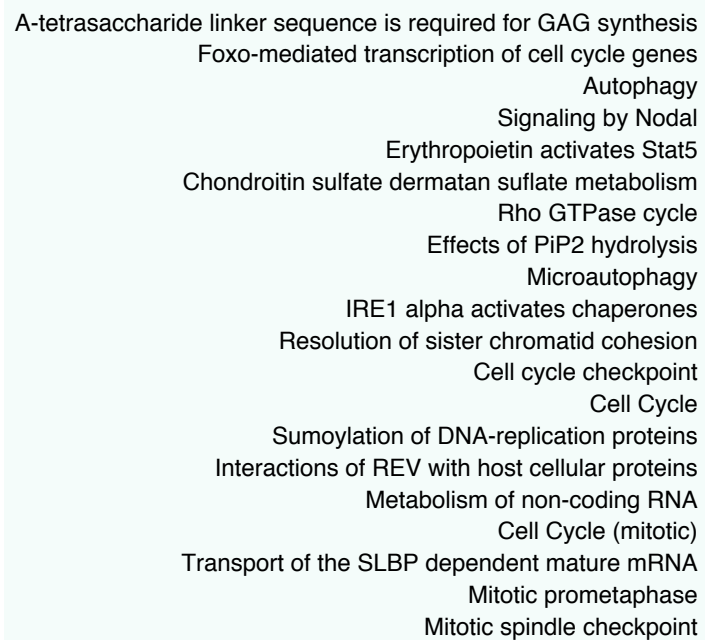 A-tetrasaccharide linker sequence is required for GAG synthesis
Foxo-mediated transcription of cell cycle genes
Autophagy
Signaling by Nodal
Erythropoietin activates Stat5
Chondroitin sulfate dermatan suflate metabolism
Rho GTPase cycle
Effects of PiP2 hydrolysis
Microautophagy
IRE1 alpha activates chaperones
Resolution of sister chromatid cohesion
Cell cycle checkpoint
Cell Cycle
Sumoylation of DNA-replication proteins
Interactions of REV with host cellular proteins
Metabolism of non-coding RNA
Cell Cycle (mitotic)
Transport of the SLBP dependent mature mRNA
Mitotic prometaphase
Mitotic spindle checkpoint